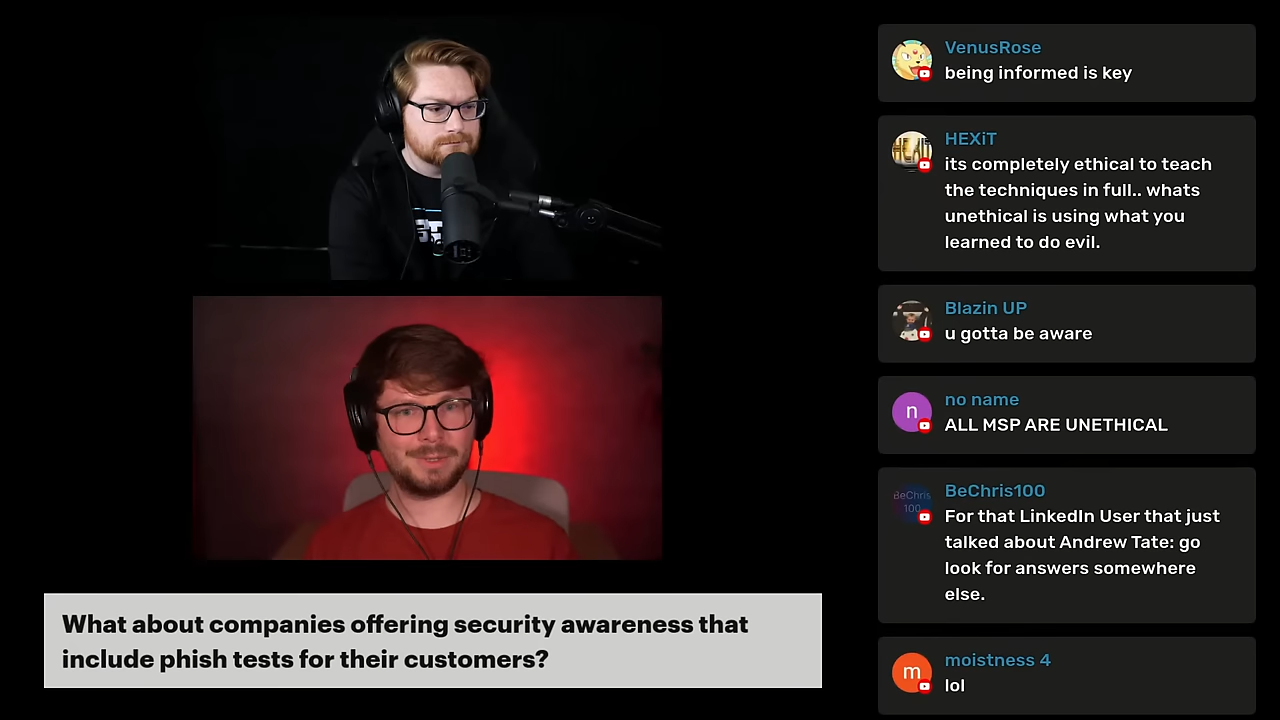 VenusRose
being informed is key
HEXiT
its completely ethical to teach
the techniques in full.. whats
unethical is using what you
learned to do evil.
Blazin UP
u gotta be aware
n
no name
ALL MSP ARE UNETHICAL
BeChris
100
BeChris100
For that LinkedIn User that just
talked about Andrew Tate: go
look for answers somewhere
else.
m
moistness 4
lol
What about companies offering security awareness that
include phish tests for their customers?